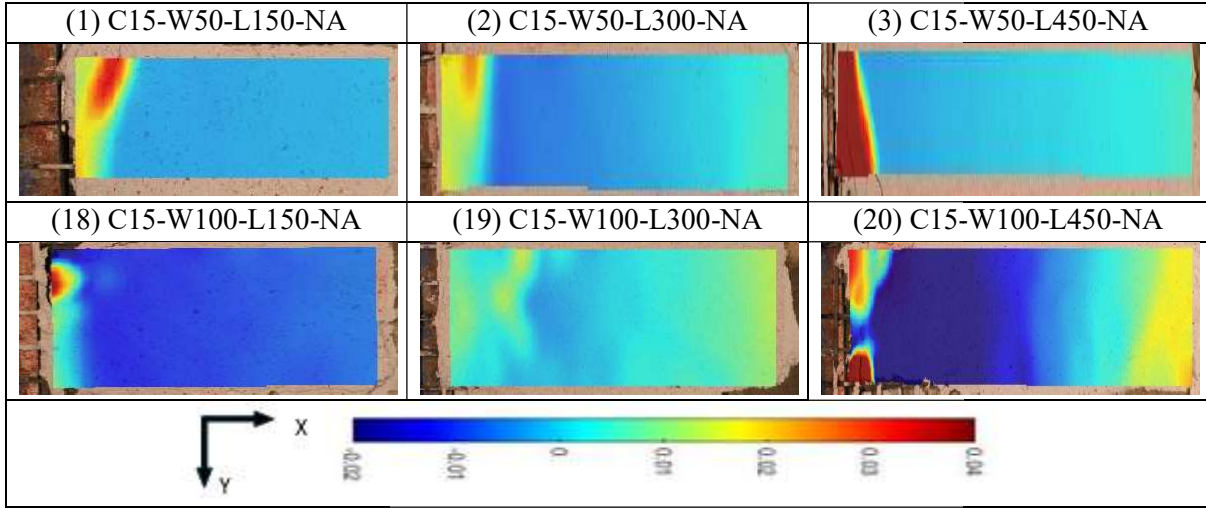 (1) C15-W50-L150-NA (2) C15-W50-L300-NA (3) C15-W50-L450-NA
(18) C15-W100-L150-NA (19) C15-W100-L300-NA (20) C15-W100-L450-NA
X
-0.02 -0.01 0. 0.01 0.02 0.03 0.04
Y